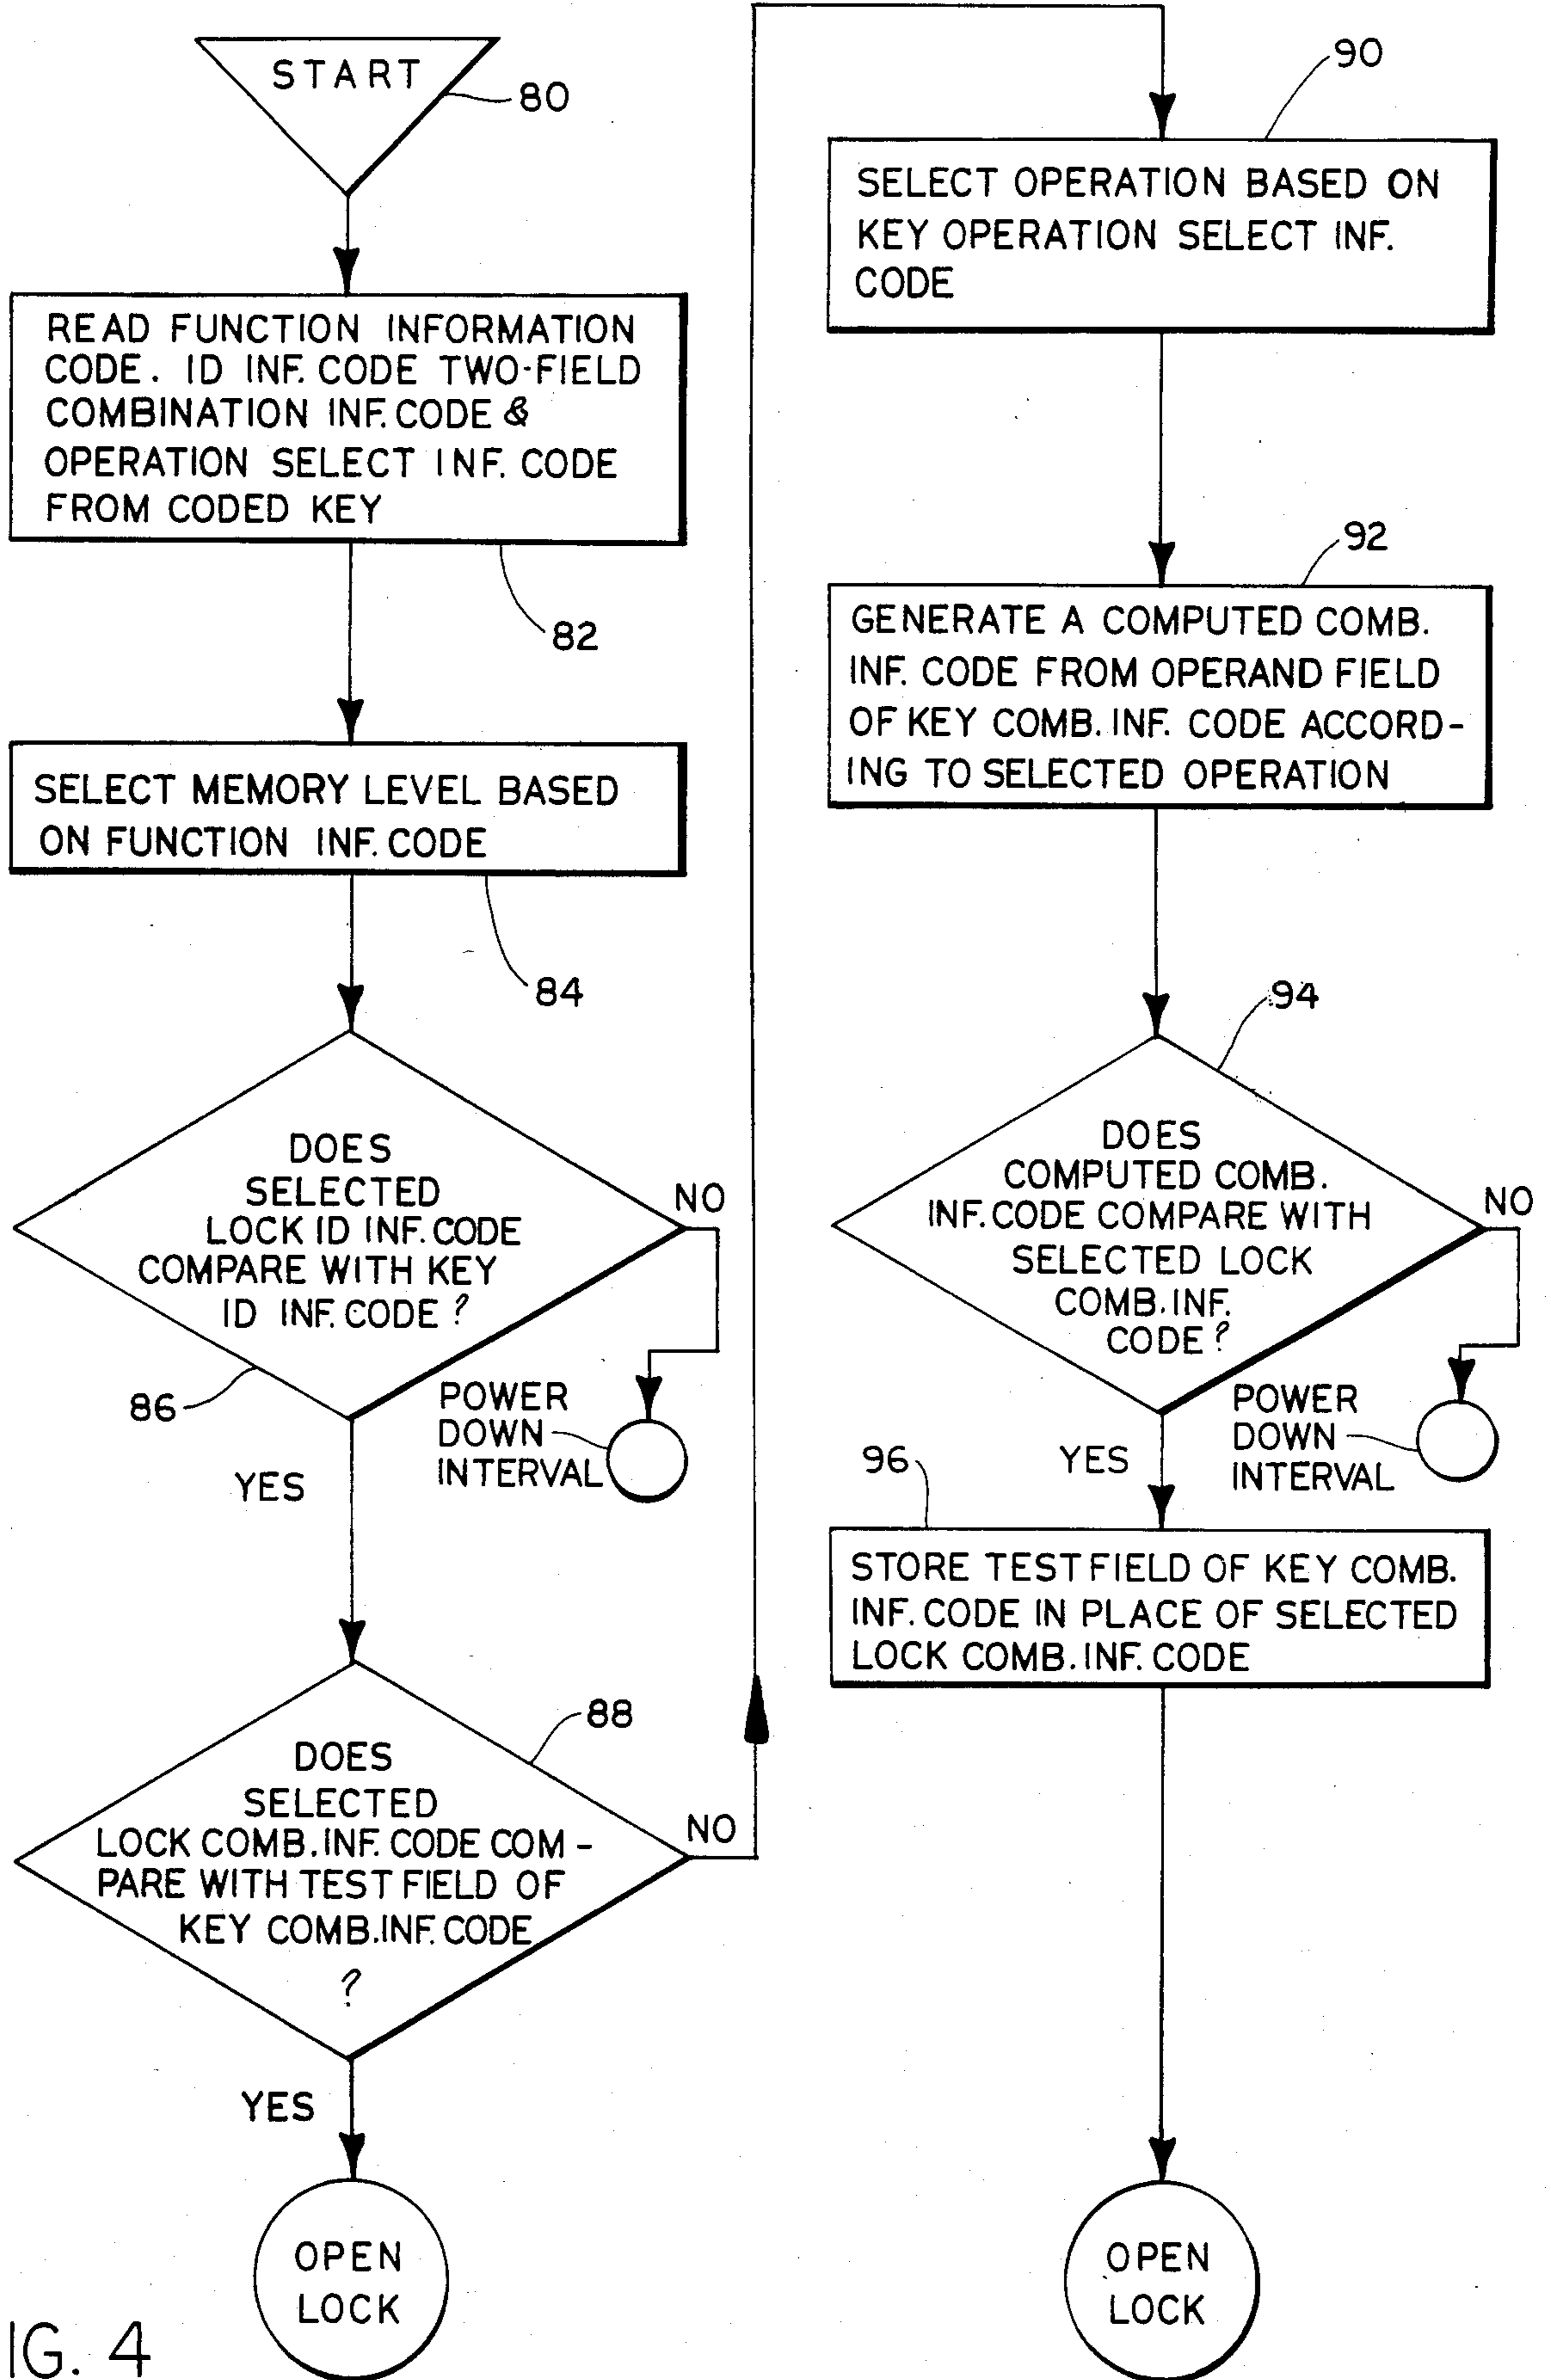 START
80
READ FUNCTION INFORMATION
CODE. ID INF. CODE TWO-FIELD
COMBINATION INF. CODE &
OPERATION SELECT INF. CODE
FROM CODED KEY
82
SELECT MEMORY LEVEL BASED
ON FUNCTION INF. CODE
84
DOES
SELECTED
LOCK ID INF. CODE
COMPARE WITH KEY
ID INF. CODE ?
NO
86
POWER
DOWN
INTERVAL
YES
88
DOES
SELECTED
LOCK COMB. INF. CODE COM-
PARE WITH TEST FIELD OF
KEY COMB. INF. CODE
?
NO
YES
OPEN
LOCK
90
SELECT OPERATION BASED ON
KEY OPERATION SELECT INF.
CODE
92
GENERATE A COMPUTED COMB.
INF. CODE FROM OPERAND FIELD
OF KEY COMB. INF. CODE ACCORD-
ING TO SELECTED OPERATION
94
DOES
COMPUTED COMB.
INF. CODE COMPARE WITH
SELECTED LOCK
COMB. INF.
CODE ?
NO
POWER
DOWN
INTERVAL
YES
96
STORE TEST FIELD OF KEY COMB.
INF. CODE IN PLACE OF SELECTED
LOCK COMB. INF. CODE
OPEN
LOCK
IG. 4